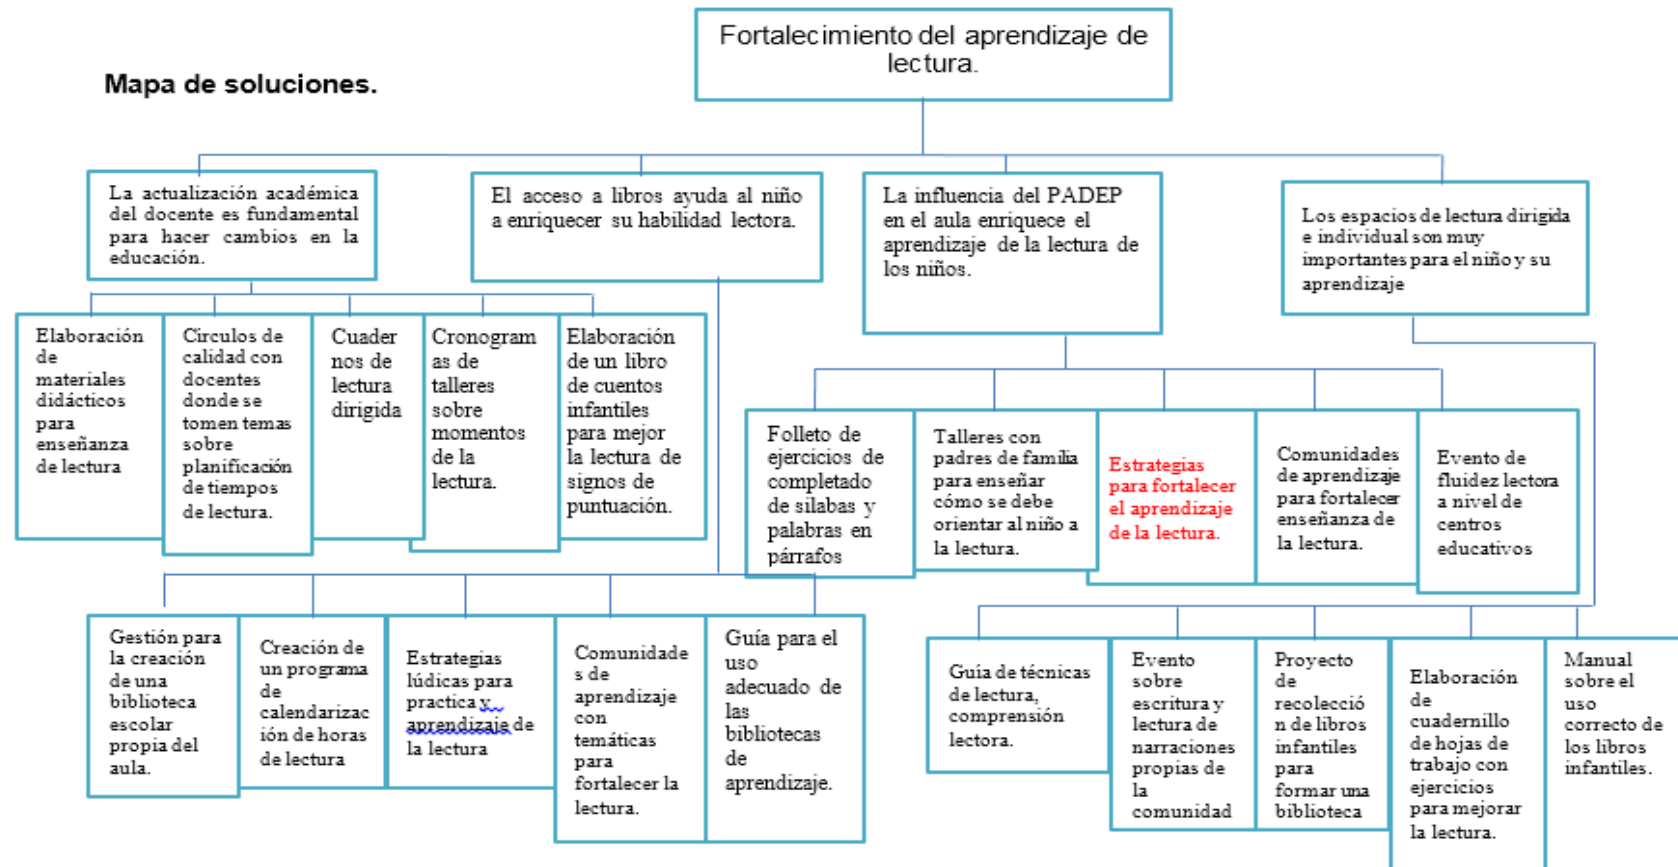 Fortalecimiento del aprendizaje de
lectura.
Mapa de soluciones.
La actualización académica
del docente es fundamental
para hacer cambios en la
educación.
El acceso a libros ayuda al niño
a enriquecer su habilidad lectora.
La influencia del PADEP
en el aula enriquece el
aprendizaje de la lectura de
los niños.
Los espacios de lectura dirigida
e individual son muy
importantes para el niño y su
aprendizaje
Elaboración
de
materiales
didácticos
para
enseñanza
de lectura
Círculos de
calidad con
docentes
donde se
tomen temas
sobre
planificación
de tiempos
de lectura.
Cuader
nos de
lectura
dirigida
Cronogram
as de
talleres
sobre
momentos
de la
lectura.
Elaboración
de un libro
de cuentos
infantiles
para mejor
la lectura de
signos de
puntuación.
Folleto de
ejercicios de
completado
de silabas y
palabras en
párrafos
Talleres con
padres de familia
para enseñar
cómo se debe
orientar al niño a
la lectura.
Estrategias
para fortalecer
el aprendizaje
de la lectura.
Comunidades
de aprendizaje
para fortalecer
enseñanza de
la lectura.
Evento de
fluidez lectora
a nivel de
centros
educativos
Gestión para
la creación
de una
biblioteca
escolar
propia del
aula.
Creación de
un programa
de
calendarizac
ión de horas
de lectura
Estrategias
lúdicas para
practica y
aprendizaje de
la lectura
Comunidade
s de
aprendizaje
con
temáticas
para
fortalecer la
lectura.
Guía para el
uso
adecuado de
las
bibliotecas
de
aprendizaje.
Guía de técnicas
de lectura,
comprensión
lectora.
Evento
sobre
escritura y
lectura de
narraciones
propias de
la
comunidad
Proyecto
de
recolecció
n de libros
infantiles
para
formar una
biblioteca
Elaboración
de
cuadernillo
de hojas de
trabajo con
ejercicios
para mejorar
la lectura.
Manual
sobre el
uso
correcto de
los libros
infantiles.